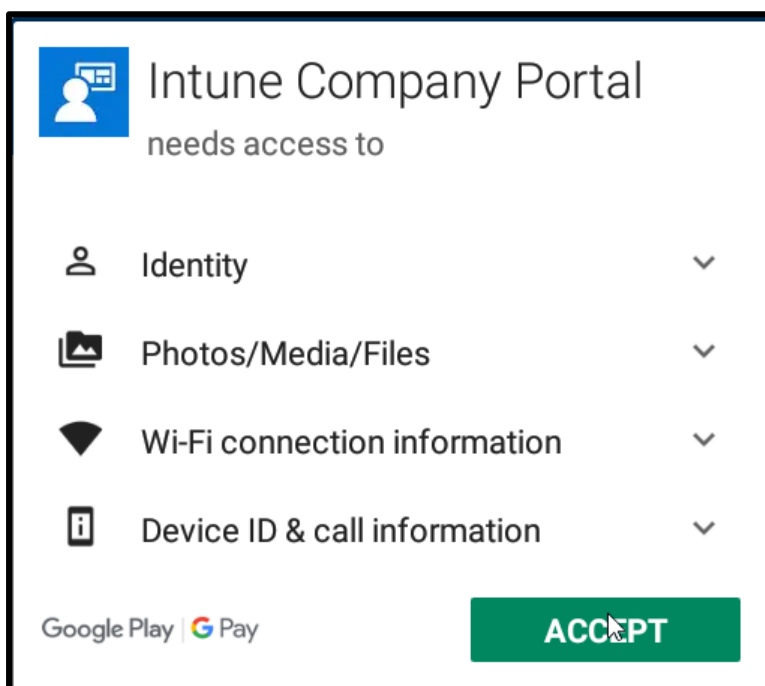 Intune Company Portal
needs access to
Identity
Photos/Media/Files
Wi-Fi connection information
Device ID & call information
Google Play | G Pay
ACCEPT